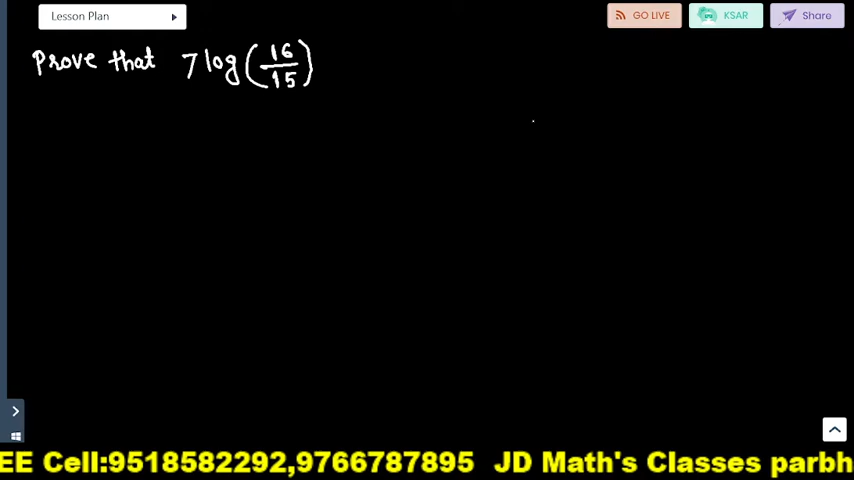 Lesson Plan
GO LIVE
KSAR
Share
Prove that 7 log (16/15)
EE Cell:9518582292,9766787895 JD Math's Classes parbh